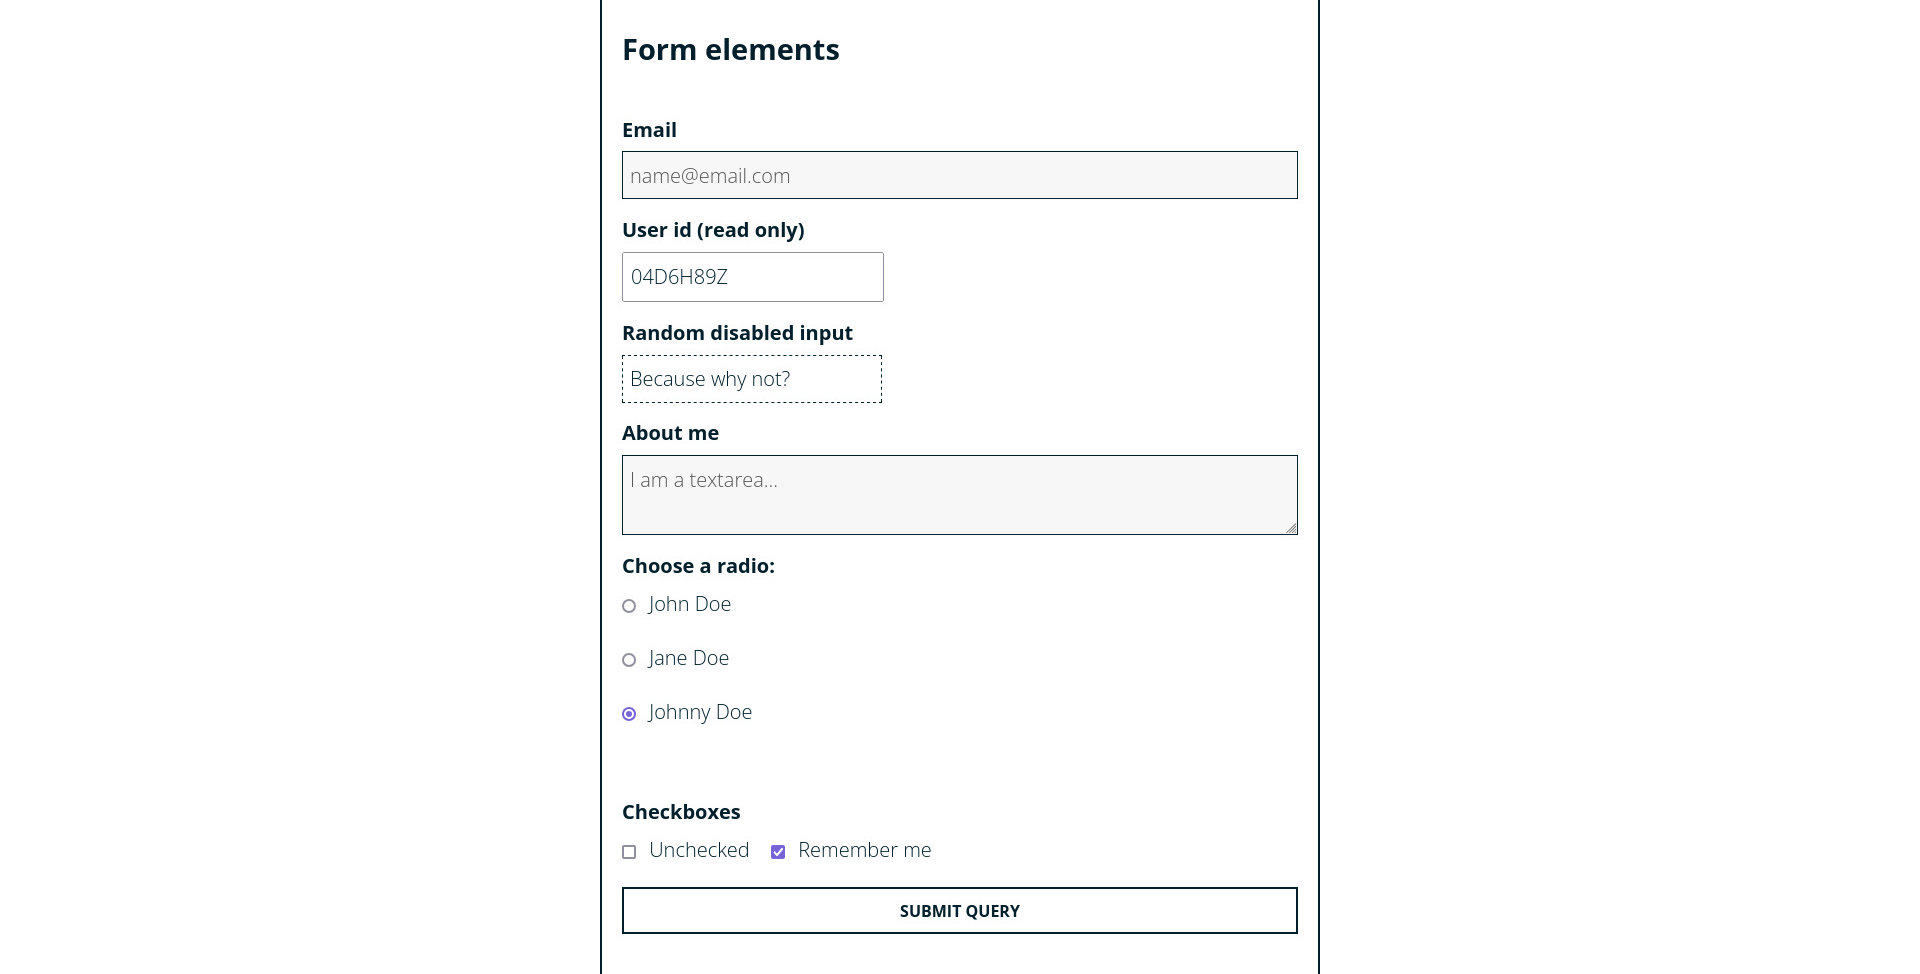 Form elements
Email
name@email.com
User id (read only)
04D6H89Z
Random disabled input
Because why not?
About me
I am a textarea...
Choose a radio:
John Doe
Jane Doe
Johnny Doe
Checkboxes
Unchecked Remember me
SUBMIT QUERY